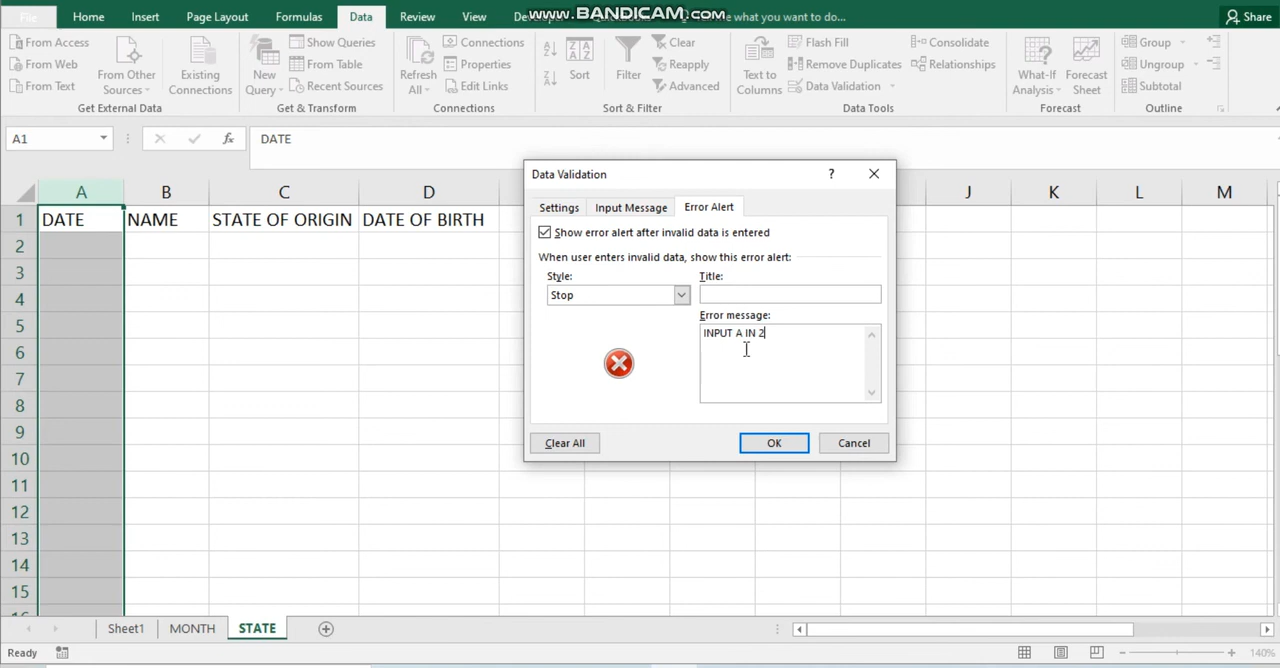 www.BANDICAM.com
File Home Insert Page Layout Formulas Data Review View what you want to do... Share
From Access
From Web
From Text
From Other Sources
Existing Connections
Get External Data
New Query
Show Queries
From Table
Recent Sources
Get & Transform
Refresh All
Connections
Properties
Edit Links
Connections
Sort
Filter
Clear
Reapply
Advanced
Sort & Filter
Text to Columns
Flash Fill
Remove Duplicates
Data Validation
Consolidate
Relationships
Data Tools
What-If Analysis
Forecast Sheet
Forecast
Group
Ungroup
Subtotal
Outline
A1 fx DATE
A B C D J K L M
1 DATE NAME STATE OF ORIGIN DATE OF BIRTH
2
3
4
5
6
7
8
9
10
11
12
13
14
15
Data Validation ?
Settings Input Message Error Alert
Show error alert after invalid data is entered
When user enters invalid data, show this error alert:
Style: Title:
Stop
Error message:
INPUT A IN 2
Clear All OK Cancel
Sheet1 MONTH STATE
Ready 140%